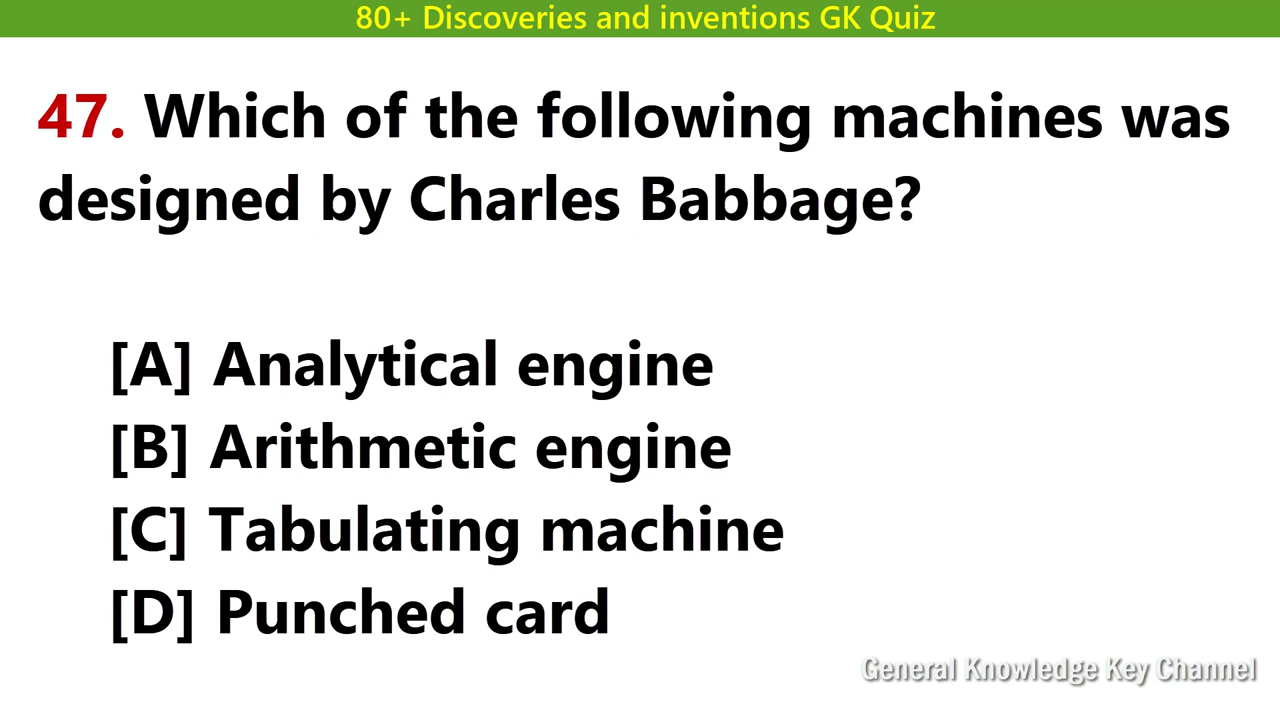 80+ Discoveries and inventions GK Quiz
47. Which of the following machines was
designed by Charles Babbage?
[A] Analytical engine
[B] Arithmetic engine
[C] Tabulating machine
[D] Punched card
General Knowledge Key Channel